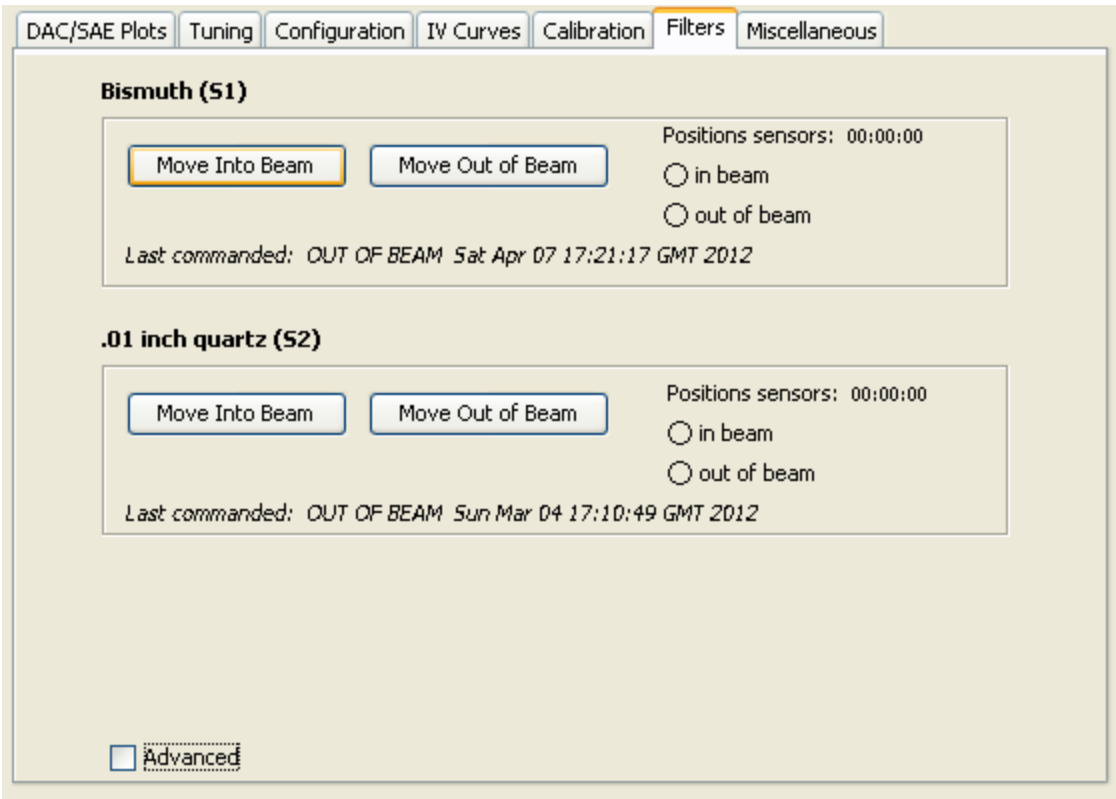 DAC/SAE Plots Tuning Configuration IV Curves Calibration Filters Miscellaneous
Bismuth (S1)
Move Into Beam Move Out of Beam Positions sensors: 00:00:00
in beam
out of beam
Last commanded: OUT OF BEAM Sat Apr 07 17:21:17 GMT 2012
.01 inch quartz (S2)
Move Into Beam Move Out of Beam Positions sensors: 00:00:00
in beam
out of beam
Last commanded: OUT OF BEAM Sun Mar 04 17:10:49 GMT 2012
Advanced